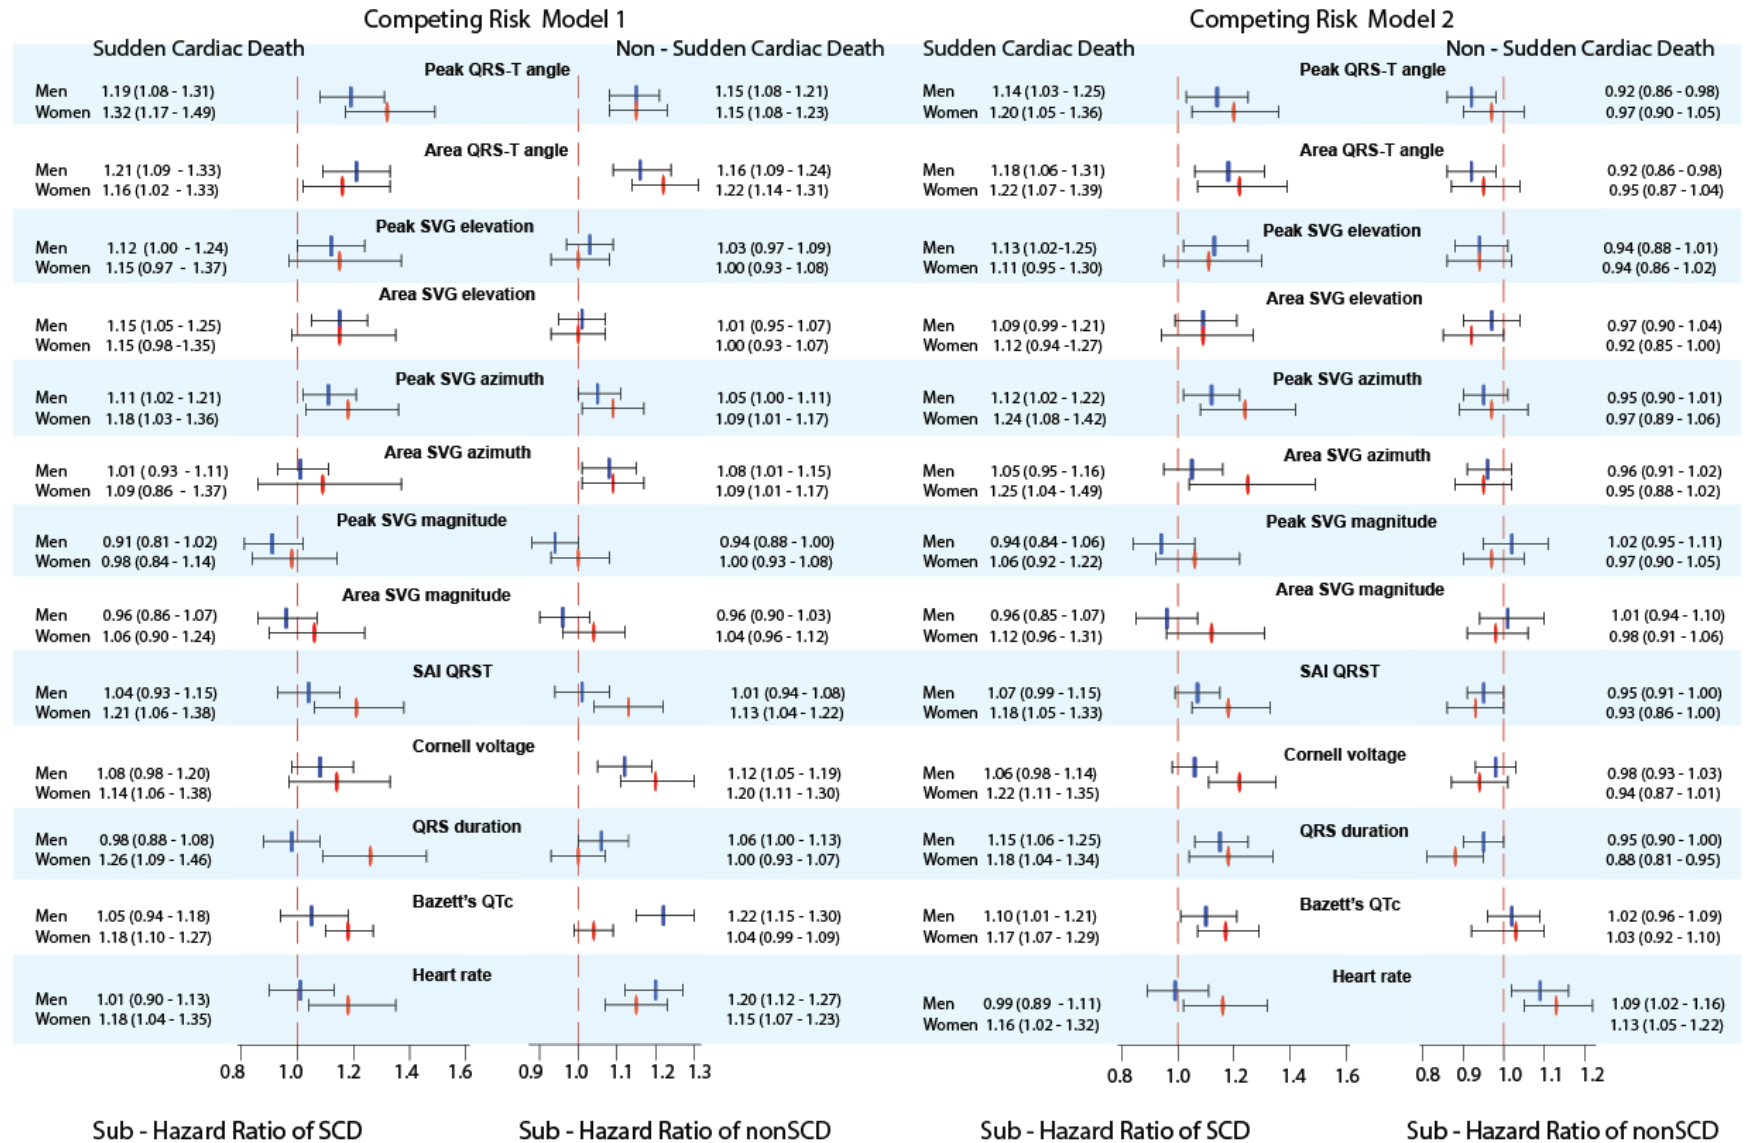 Competing Risk Model 1 Competing Risk Model 2
Sudden Cardiac Death Non - Sudden Cardiac Death Sudden Cardiac Death Non - Sudden Cardiac Death
Peak QRS-T angle Peak QRS-T angle
Men 1.19 (1.08 - 1.31) 1.15 (1.08 - 1.21) 1.14 (1.03 - 1.25) 0.92 (0.86 - 0.98)
Women 1.32 (1.17 - 1.49) 1.15 (1.08 - 1.23) Women 1.20 (1.05 - 1.36) 0.97 (0.90 - 1.05)
Area QRS-T angle Area QRS-T angle
Men 1.21 (1.09 - 1.33) 1.16 (1.09 - 1.24) Men 1.18 (1.06 - 1.31) 0.92 (0.86 - 0.98)
Women 1.16 (1.02 - 1.33) 1.22 (1.14 - 1.31) Women 1.22 (1.07 - 1.39) 0.95 (0.87 - 1.04)
Peak SVG elevation Peak SVG elevation
Men 1.12 (1.00 - 1.24) 1.03 (0.97 - 1.09) Men 1.13 (1.02-1.25) 0.94 (0.88 - 1.01)
Women 1.15 (0.97 - 1.37) 1.00 (0.93 - 1.08) Women 1.11 (0.95 - 1.30) 0.94 (0.86 - 1.02)
Area SVG elevation Area SVG elevation
Men 1.15 (1.05 - 1.25) 1.01 (0.95 - 1.07) Men 1.09 (0.99 - 1.21) 0.97 (0.90 - 1.04)
Women 1.15 (0.98 -1.35) 1.00 (0.93 - 1.07) Women 1.12 (0.94 -1.27) 0.92 (0.85 - 1.00)
Peak SVG azimuth Peak SVG azimuth
Men 1.11 (1.02 - 1.21) 1.05 (1.00 - 1.11) Men 1.12 (1.02 - 1.22) 0.95 (0.90 - 1.01)
Women 1.18 (1.03 - 1.36) 1.09 (1.01 - 1.17) Women 1.24 (1.08 - 1.42) 0.97 (0.89 - 1.06)
Area SVG azimuth Area SVG azimuth
Men 1.01 (0.93 - 1.11) 1.08 (1.01 - 1.15) Men 1.05 (0.95 - 1.16) 0.96 (0.91 - 1.02)
Women 1.09 (0.86 - 1.37) 1.09 (1.01 - 1.17) Women 1.25 (1.04 - 1.49) 0.95 (0.88 - 1.02)
Peak SVG magnitude Peak SVG magnitude
Men 0.91 (0.81 - 1.02) 0.94 (0.88 - 1.00) Men 0.94 (0.84 - 1.06) 1.02 (0.95 - 1.11)
Women 0.98 (0.84 - 1.14) 1.00 (0.93 - 1.08) Women 1.06 (0.92 - 1.22) 0.97 (0.90 - 1.05)
Area SVG magnitude Area SVG magnitude
Men 0.96 (0.86 - 1.07) 0.96 (0.90 - 1.03) Men 0.96 (0.85 - 1.07) 1.01 (0.94 - 1.10)
Women 1.06 (0.90 - 1.24) 1.04 (0.96 - 1.12) Women 1.12 (0.96 - 1.31) 0.98 (0.91 - 1.06)
SAI QRST SAI QRST
Men 1.04 (0.93 - 1.15) 1.01 (0.94 - 1.08) Men 1.07 (0.99 - 1.15) 0.95 (0.91 - 1.00)
Women 1.21 (1.06 - 1.38) 1.13 (1.04 - 1.22) Women 1.18 (1.05 - 1.33) 0.93 (0.86 - 1.00)
Cornell voltage Cornell voltage
Men 1.08 (0.98 - 1.20) 1.12 (1.05 - 1.19) Men 1.06 (0.98 - 1.14) 0.98 (0.93 - 1.03)
Women 1.14 (1.06 - 1.38) 1.20 (1.11 - 1.30) Women 1.22 (1.11 - 1.35) 0.94 (0.87 - 1.01)
QRS duration QRS duration
Men 0.98 (0.88 - 1.08) 1.06 (1.00 - 1.13) Men 1.15 (1.06 - 1.25) 0.95 (0.90 - 1.00)
Women 1.26 (1.09 - 1.46) 1.00 (0.93 - 1.07) Women 1.18 (1.04 - 1.34) 0.88 (0.81 - 0.95)
Bazett's QTc Bazett's QTc
Men 1.05 (0.94 - 1.18) 1.22 (1.15 - 1.30) Men 1.10 (1.01 - 1.21) 1.02 (0.96 - 1.09)
Women 1.18 (1.10 - 1.27) 1.04 (0.99 - 1.09) Women 1.17 (1.07 - 1.29) 1.03 (0.92 - 1.10)
Heart rate Heart rate
Men 1.01 (0.90 - 1.13) 1.20 (1.12 - 1.27) Men 0.99 (0.89 - 1.11) 1.09 (1.02 - 1.16)
Women 1.18 (1.04 - 1.35) 1.15 (1.07 - 1.23) Women 1.16 (1.02 - 1.32) 1.13 (1.05 - 1.22)
0.8 1.0 1.2 1.4 1.6 0.9 1.0 1.1 1.2 1.3 0.8 1.0 1.2 1.4 1.6 0.8 0.9 1.0 1.1 1.2
Sub - Hazard Ratio of SCD Sub - Hazard Ratio of nonSCD Sub - Hazard Ratio of SCD Sub - Hazard Ratio of nonSCD